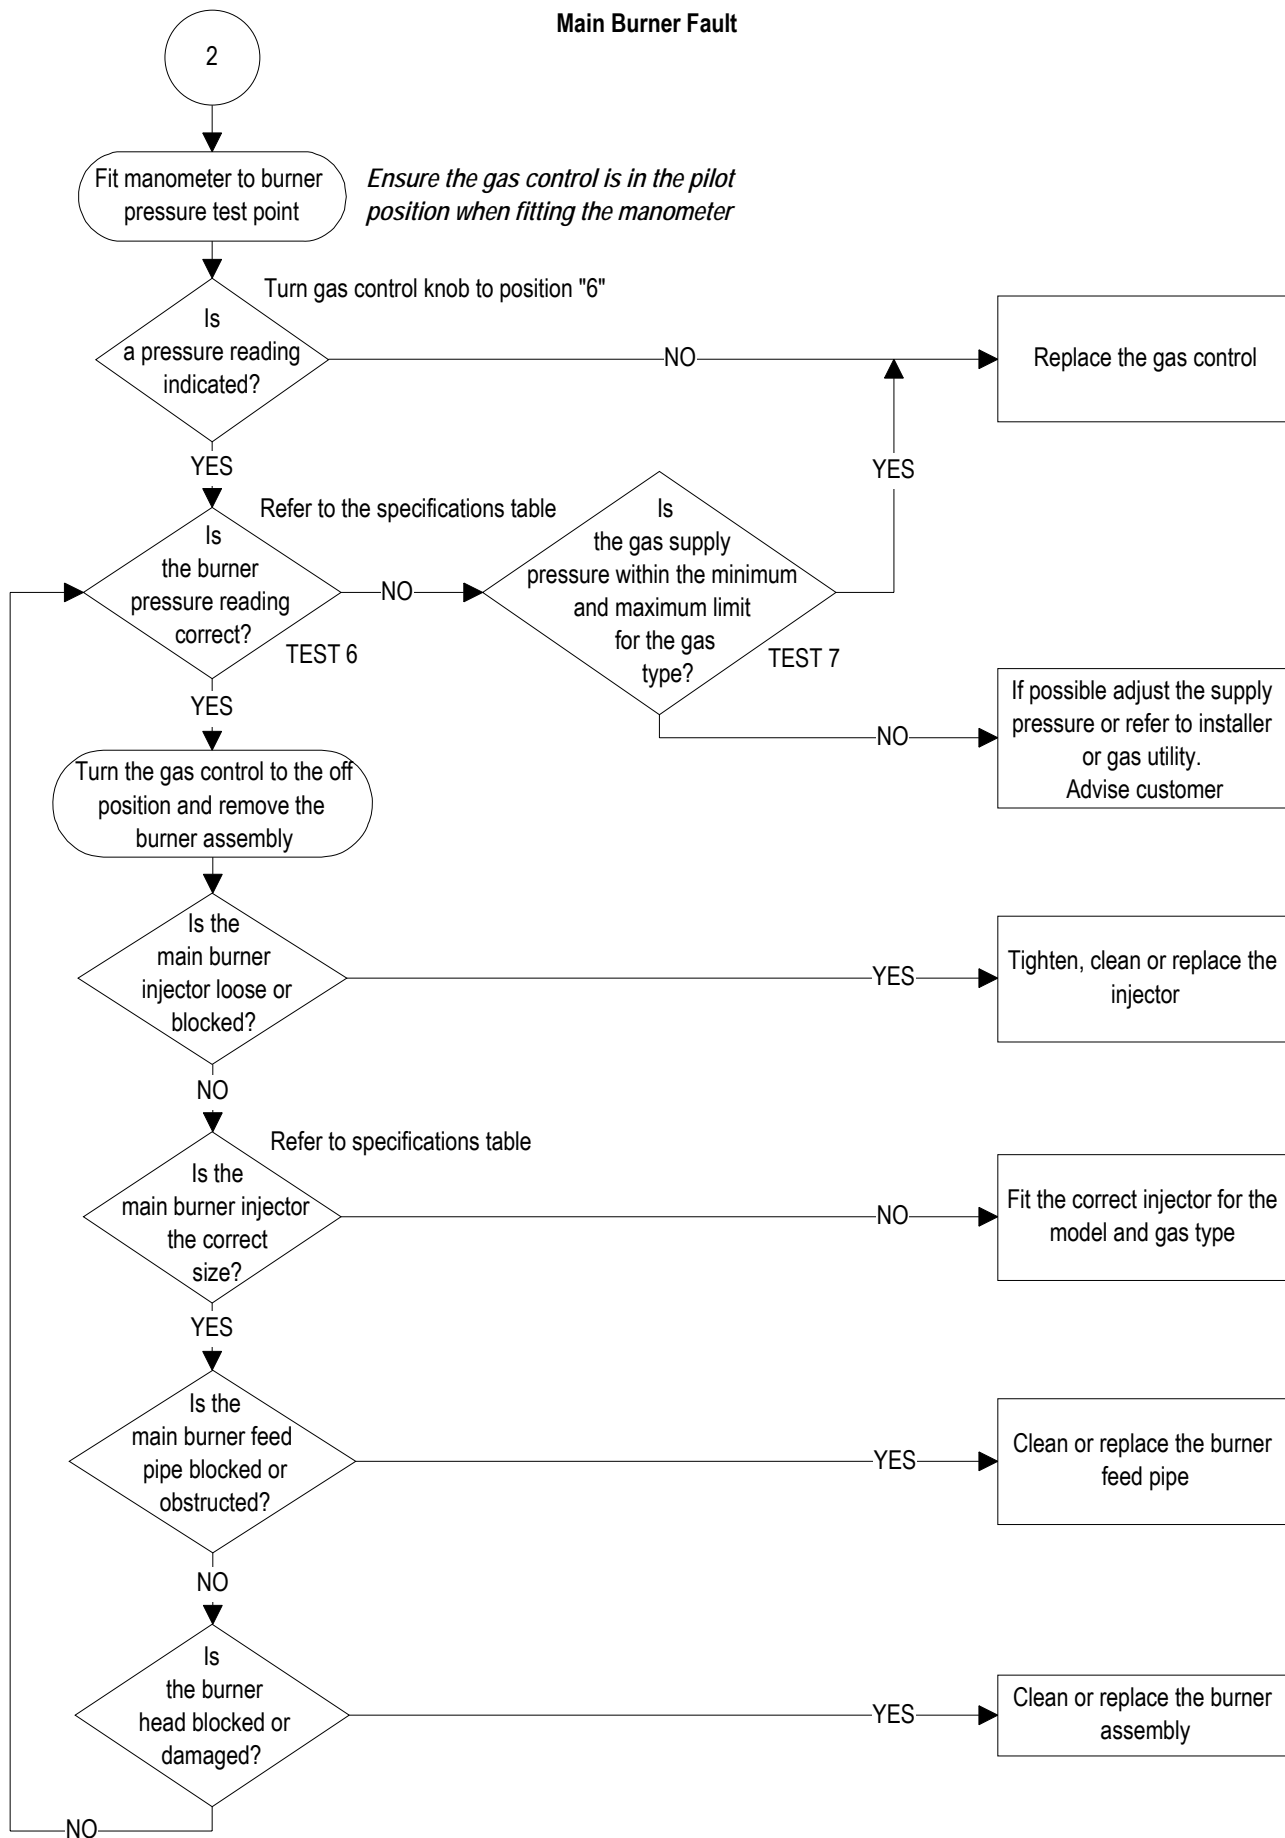 Main Burner Fault
2
Fit manometer to burner
pressure test point
Ensure the gas control is in the pilot
position when fitting the manometer
Turn gas control knob to position "6"
Is
a pressure reading
indicated?
NO
Replace the gas control
YES
YES
Refer to the specifications table
Is
the burner
pressure reading
correct?
TEST 6
NO
Is
the gas supply
pressure within the minimum
and maximum limit
for the gas
type?
TEST 7
YES
NO
If possible adjust the supply
pressure or refer to installer
or gas utility.
Advise customer
Turn the gas control to the off
position and remove the
burner assembly
Is the
main burner
injector loose or
blocked?
YES
Tighten, clean or replace the
injector
NO
Refer to specifications table
Is the
main burner injector
the correct
size?
NO
Fit the correct injector for the
model and gas type
YES
Is the
main burner feed
pipe blocked or
obstructed?
YES
Clean or replace the burner
feed pipe
NO
Is
the burner
head blocked or
damaged?
YES
Clean or replace the burner
assembly
NO